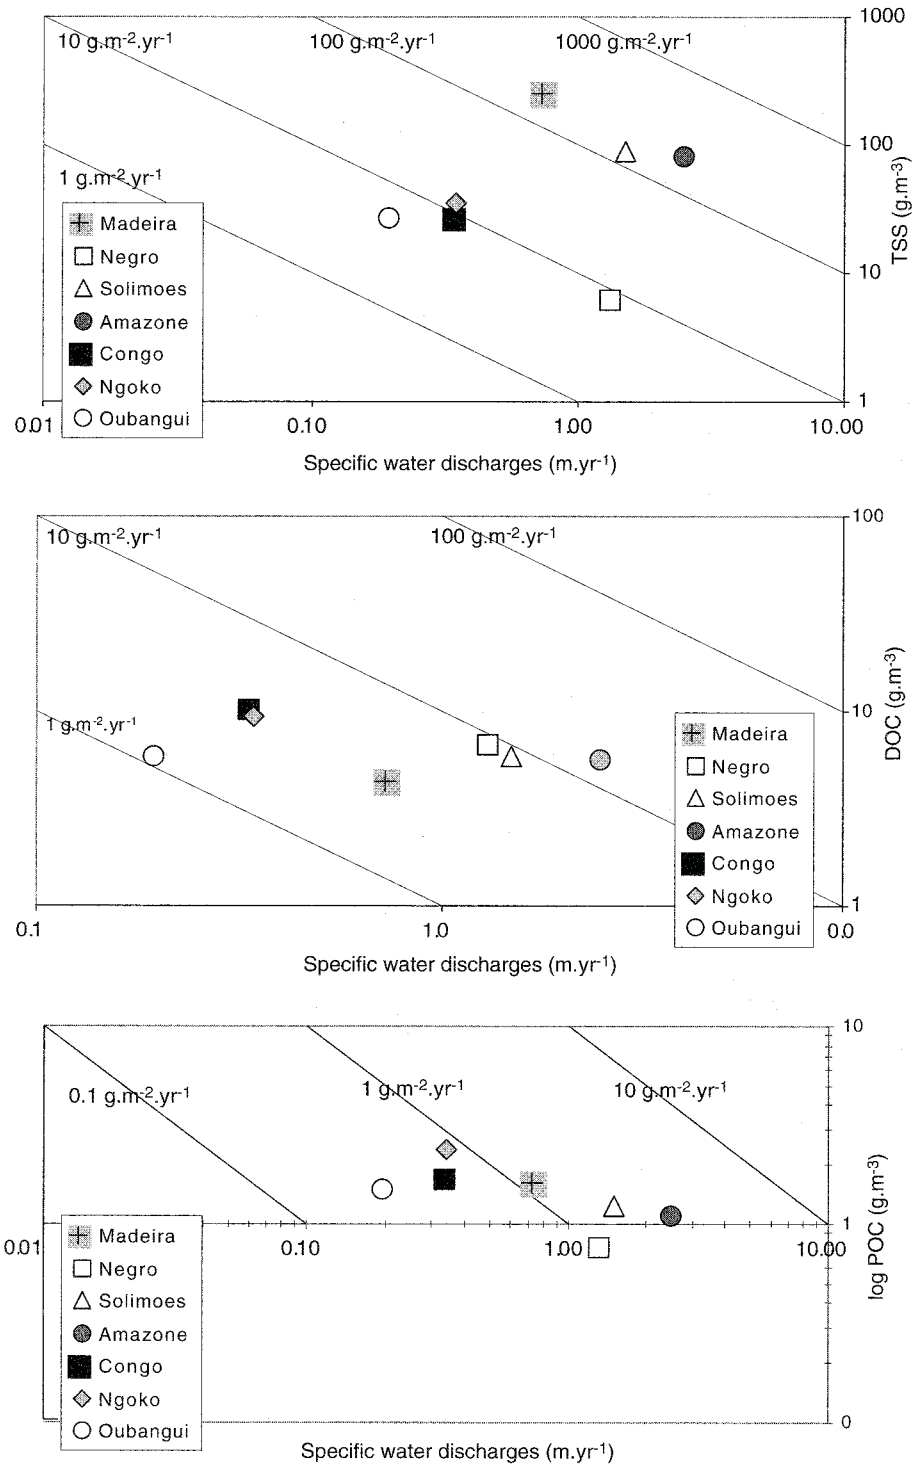 1000
10 g.m-2.yr-1
100 g.m-2.yr-1
1000 g.m-2.yr-1
100
1 g.m-2.yr-1
TSS (g.m-3)
Madeira
Negro
10
Solimoes
Amazone
Congo
Ngoko
1
Oubangui
0.01
0.10
1.00
10.00
Specific water discharges (m.yr-1)
100
10 g.m-2.yr-1
100 g.m-2.yr-1
DOC (g.m-3)
10
1 g.m-2.yr-1
Madeira
Negro
Solimoes
Amazone
Congo
Ngoko
1
Oubangui
0.1
1.0
0.0
Specific water discharges (m.yr-1)
10
0.1 g.m-2.yr-1
1 g.m-2.yr-1
10 g.m-2.yr-1
log POC (g.m-3)
1
0.01
0.10
1.00
10.00
Madeira
Negro
Solimoes
Amazone
Congo
Ngoko
Oubangui
0
Specific water discharges (m.yr-1)